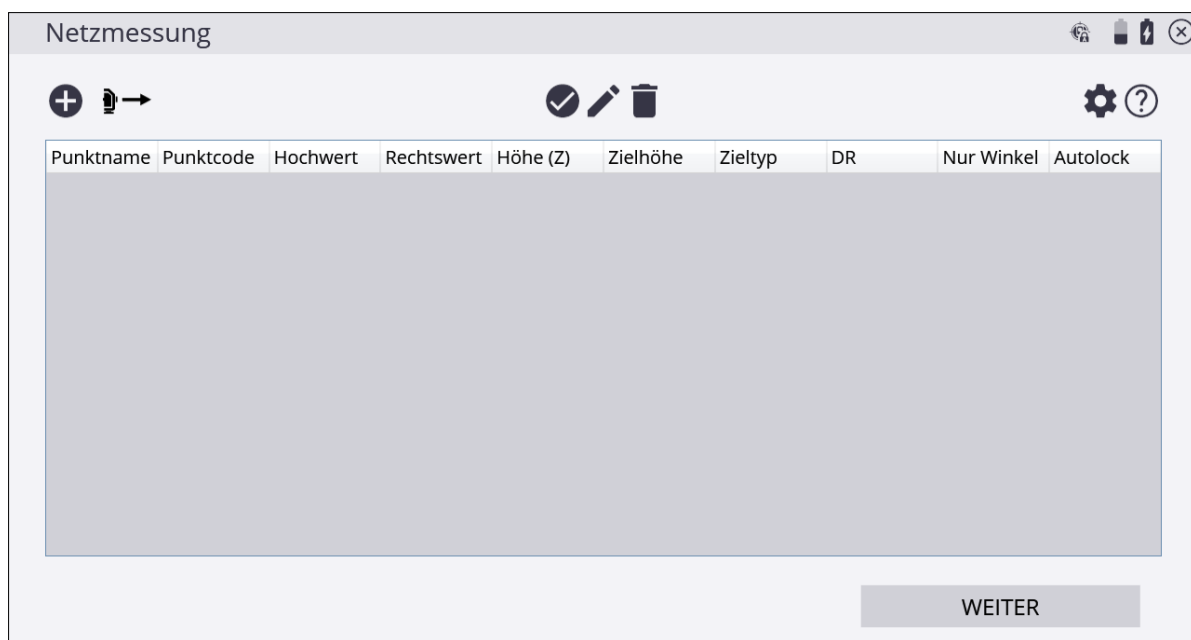 Netzmessung
Punktname Punktcode Hochwert Rechtswert Höhe (Z) Zielhöhe Zieltyp DR Nur Winkel Autolock
WEITER